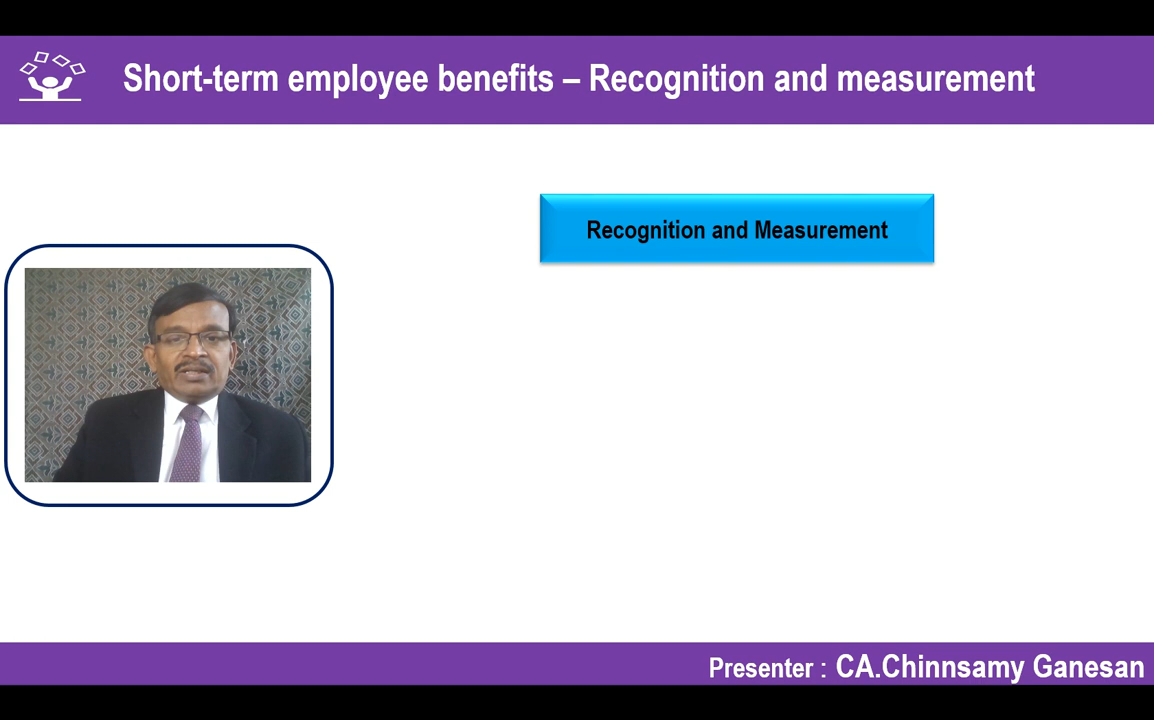 Short-term employee benefits – Recognition and measurement
Recognition and Measurement
Presenter : CA.Chinnsamy Ganesan